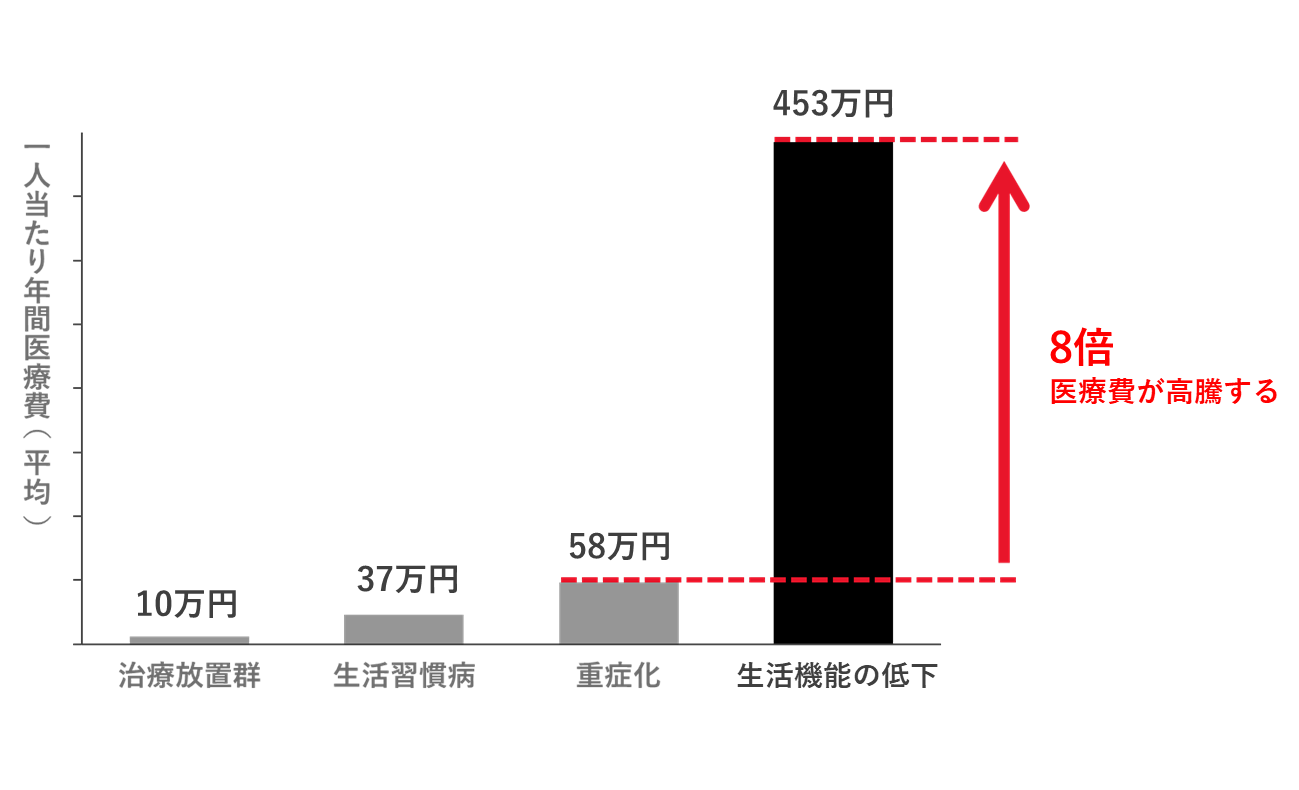 一人当たり年間医療費（平均）
453万円
58万円
37万円
10万円
8倍
医療費が高騰する
治療放置群
生活習慣病
重症化
生活機能の低下